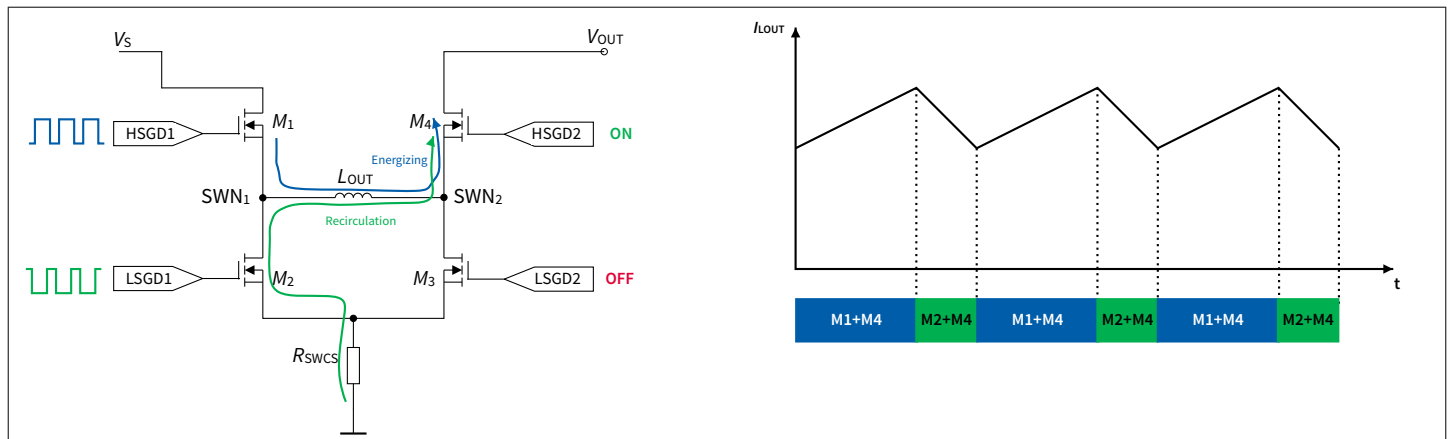 VS
VOUT
HSGD1
M1
M4
HSGD2
ON
Energizing
LOUT
SWN1
SWN2
Recirculation
LSGD1
M2
M3
LSGD2
OFF
RSWCS
ILOUT
t
M1+M4
M2+M4
M1+M4
M2+M4
M1+M4
M2+M4